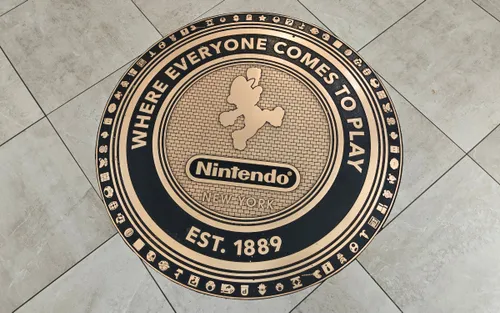 WHERE EVERYONE COMES TO PLAY
Nintendo®
NEW YORK
EST. 1889